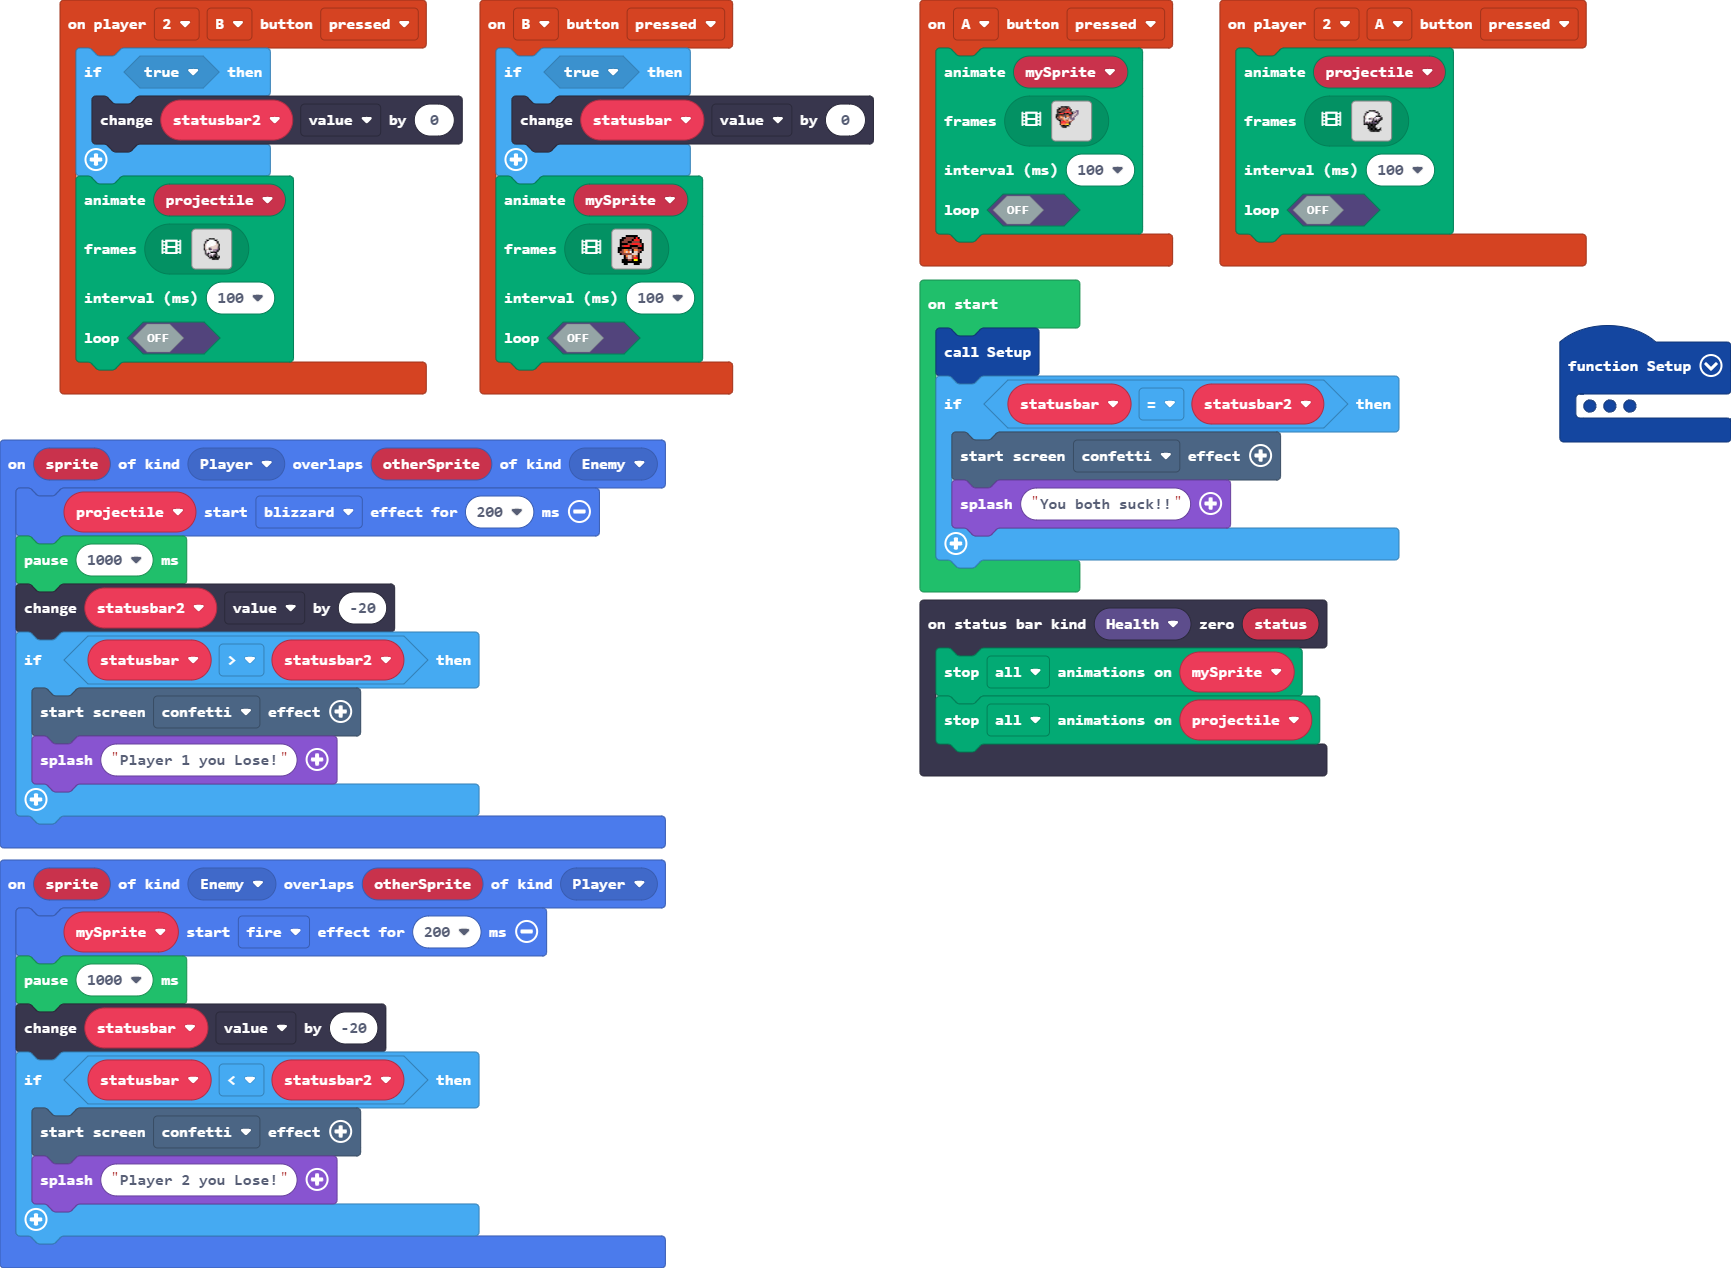 on player 2 B button pressed
if true then
change statusbar2 value by 0
animate projectile
frames
interval (ms) 100
loop OFF
on B button pressed
if true then
change statusbar value by 0
animate mySprite
frames
interval (ms) 100
loop OFF
on A button pressed
animate mySprite
frames
interval (ms) 100
loop OFF
on player 2 A button pressed
animate projectile
frames
interval (ms) 100
loop OFF
on start
call Setup
if statusbar = statusbar2 then
start screen confetti effect
splash "You both suck!!"
function Setup
on sprite of kind Player overlaps otherSprite of kind Enemy
projectile start blizzard effect for 200 ms
pause 1000 ms
change statusbar2 value by -20
if statusbar > statusbar2 then
start screen confetti effect
splash "Player 1 you Lose!"
on status bar kind Health zero status
stop all animations on mySprite
stop all animations on projectile
on sprite of kind Enemy overlaps otherSprite of kind Player
mySprite start fire effect for 200 ms
pause 1000 ms
change statusbar value by -20
if statusbar < statusbar2 then
start screen confetti effect
splash "Player 2 you Lose!"